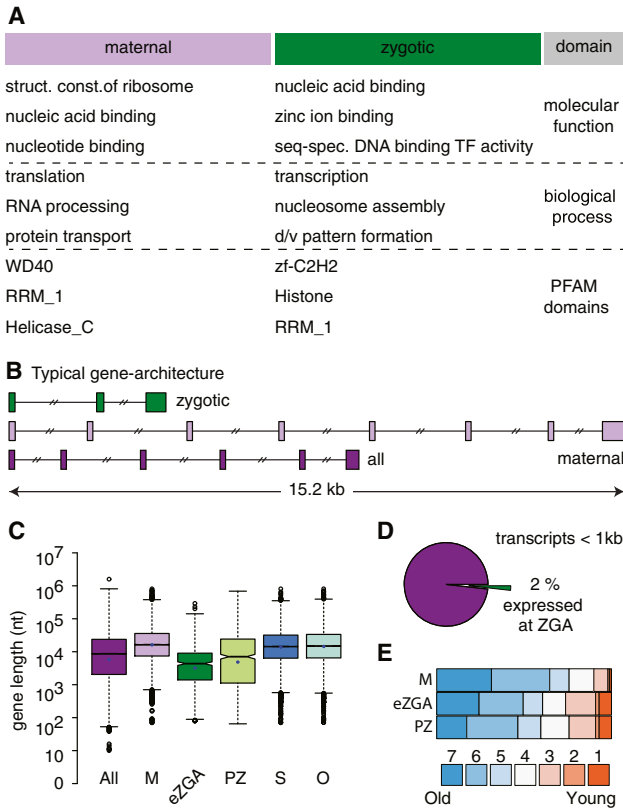 A
maternal zygotic domain
struct. const.of ribosome nucleic acid binding
nucleic acid binding zinc ion binding
nucleotide binding seq-spec. DNA binding TF activity
molecular
function
translation transcription
RNA processing nucleosome assembly
protein transport d/v pattern formation
biological
process
WD40 zf-C2H2
RRM_1 Histone
Helicase_C RRM_1
PFAM
domains
B Typical gene-architecture
zygotic
all maternal
15.2 kb
C
gene length (nt)
10^7
10^6
10^5
10^4
10^3
10^2
10
0
All M eZGA PZ S O
D
transcripts < 1kb
2 %
expressed
at ZGA
E
M
eZGA
PZ
7 6 5 4 3 2 1
Old Young